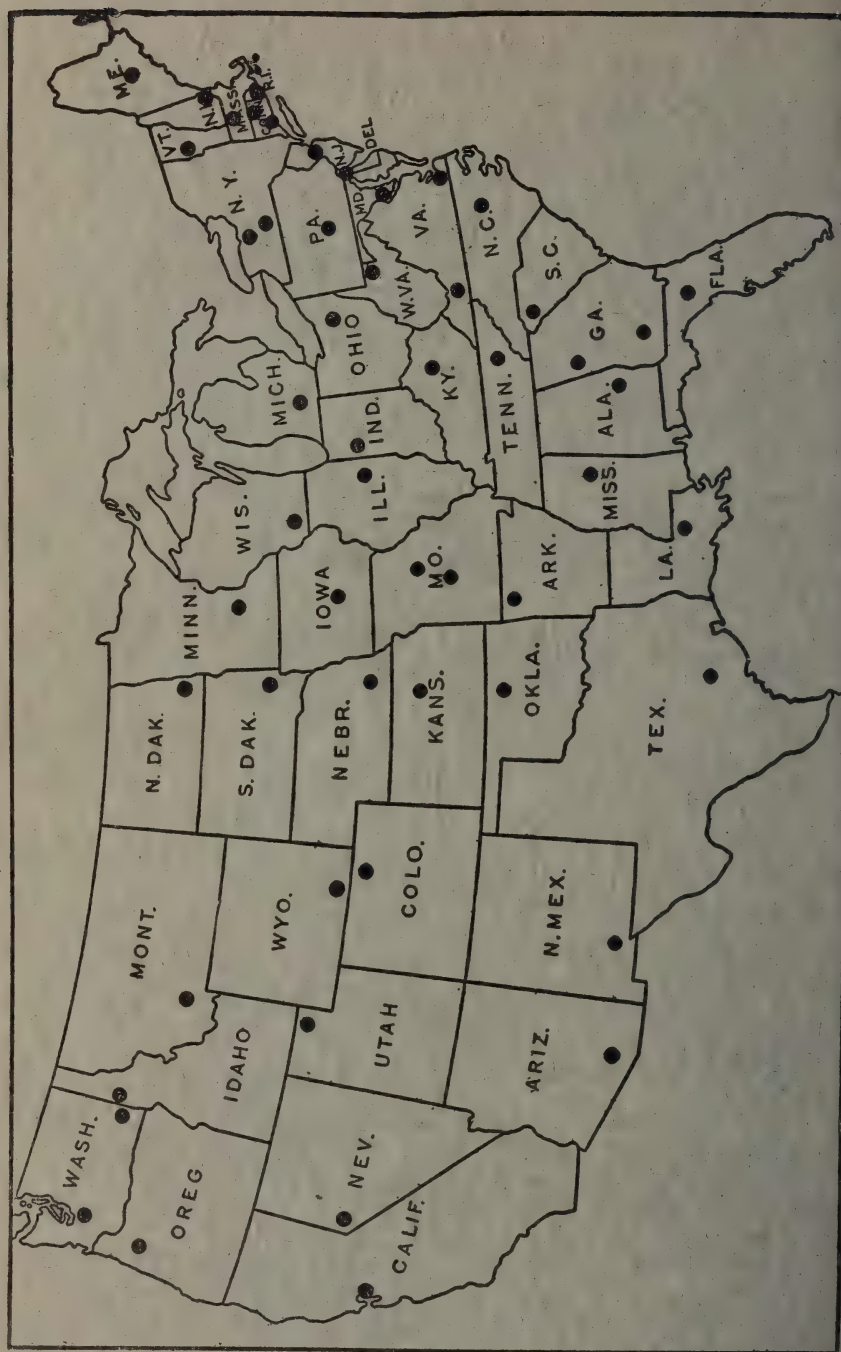 WASH.
OREG
CALIF.
NEV.
IDAHO
MONT.
WYO.
UTAH
ARIZ.
COLO.
N.MEX.
N. DAK.
S. DAK.
NEBR.
KANS.
OKLA.
TEX.
MINN.
IOWA
MO.
ARK.
LA.
WIS.
ILL.
MICH.
IND.
OHIO
KY.
TENN.
MISS.
ALA.
GA.
FLA.
S.C.
N.C.
VA.
W.VA.
MD.
DEL
PA.
N.J.
N.Y.
VT.
ME.
MASS.
R.I.